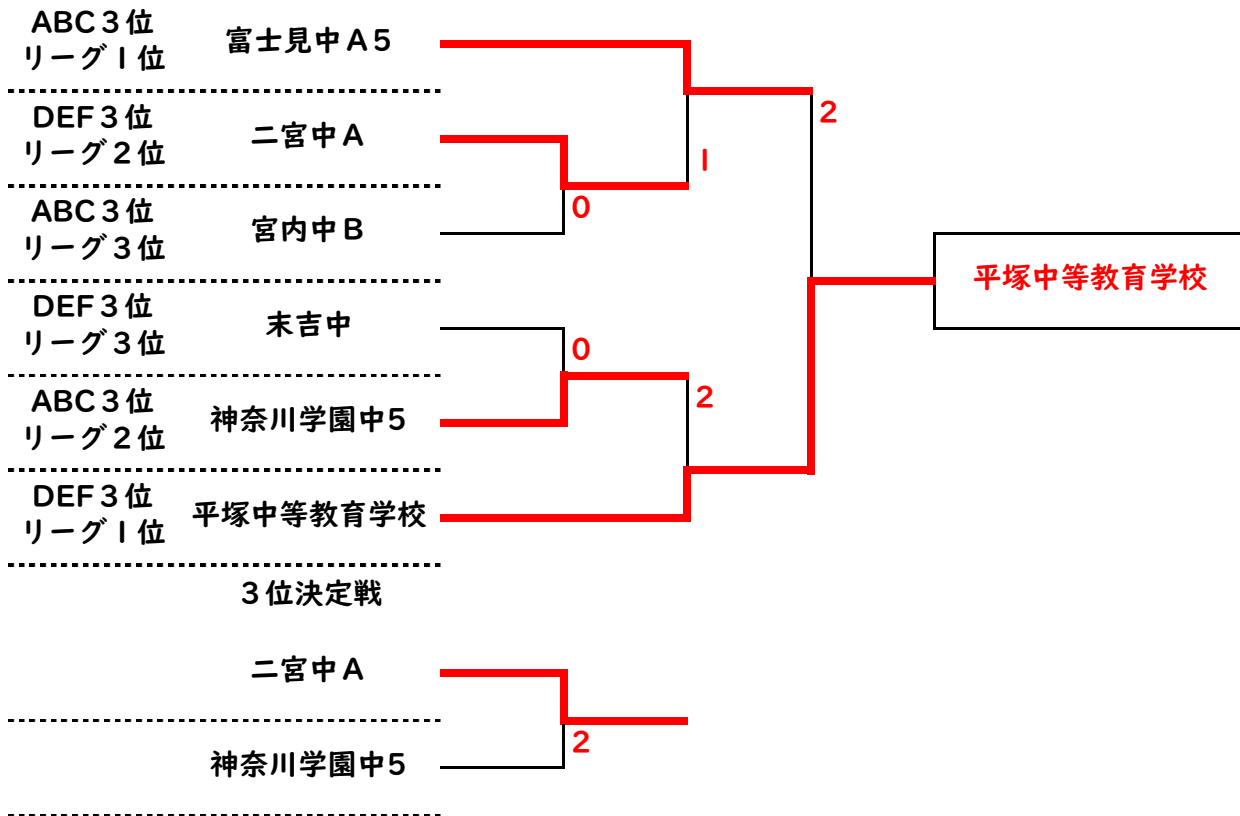 ABC３位
リーグ１位
富士見中Ａ5
2
DEF３位
リーグ２位
二宮中Ａ
1
0
ABC３位
リーグ３位
宮内中Ｂ
平塚中等教育学校
DEF３位
リーグ３位
末吉中
0
2
ABC３位
リーグ２位
神奈川学園中5
DEF３位
リーグ１位
平塚中等教育学校
３位決定戦
二宮中Ａ
2
神奈川学園中5